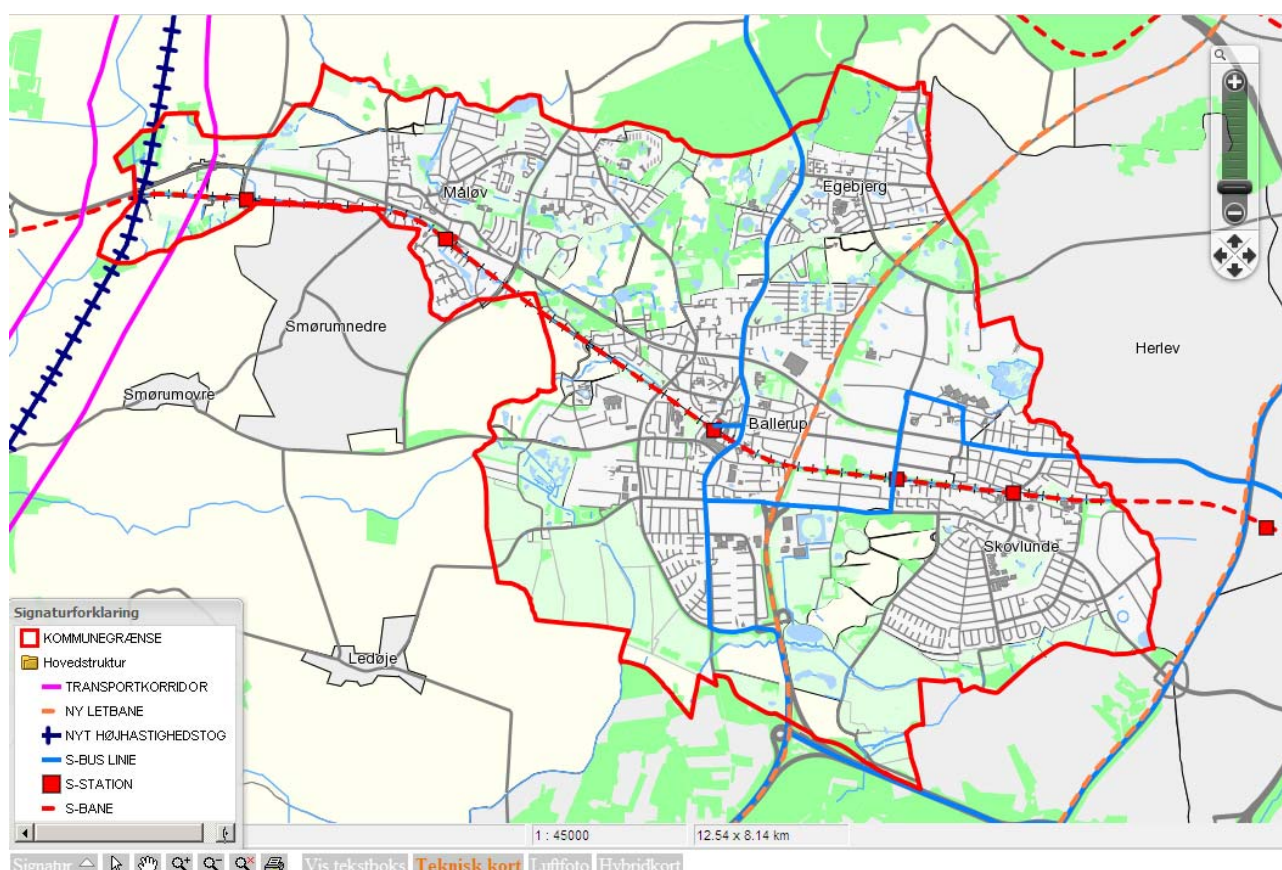 Måløv
Egebjerg
Smørumnedre
Herlev
Smørumovre
Ballerup
Skovlunde
Ledøje
Signaturforklaring
KOMMUNEGRÆNSE
Hovedstruktur
TRANSPORTKORRIDOR
NY LETBANE
NYT HØJHASTIGHEDSTOG
S-BUS LINIE
S-STATION
S-BANE
1 : 45000 12.54 x 8.14 km
Signatur Vis tekstboks Teknisk kort Luftfoto Hybridkort